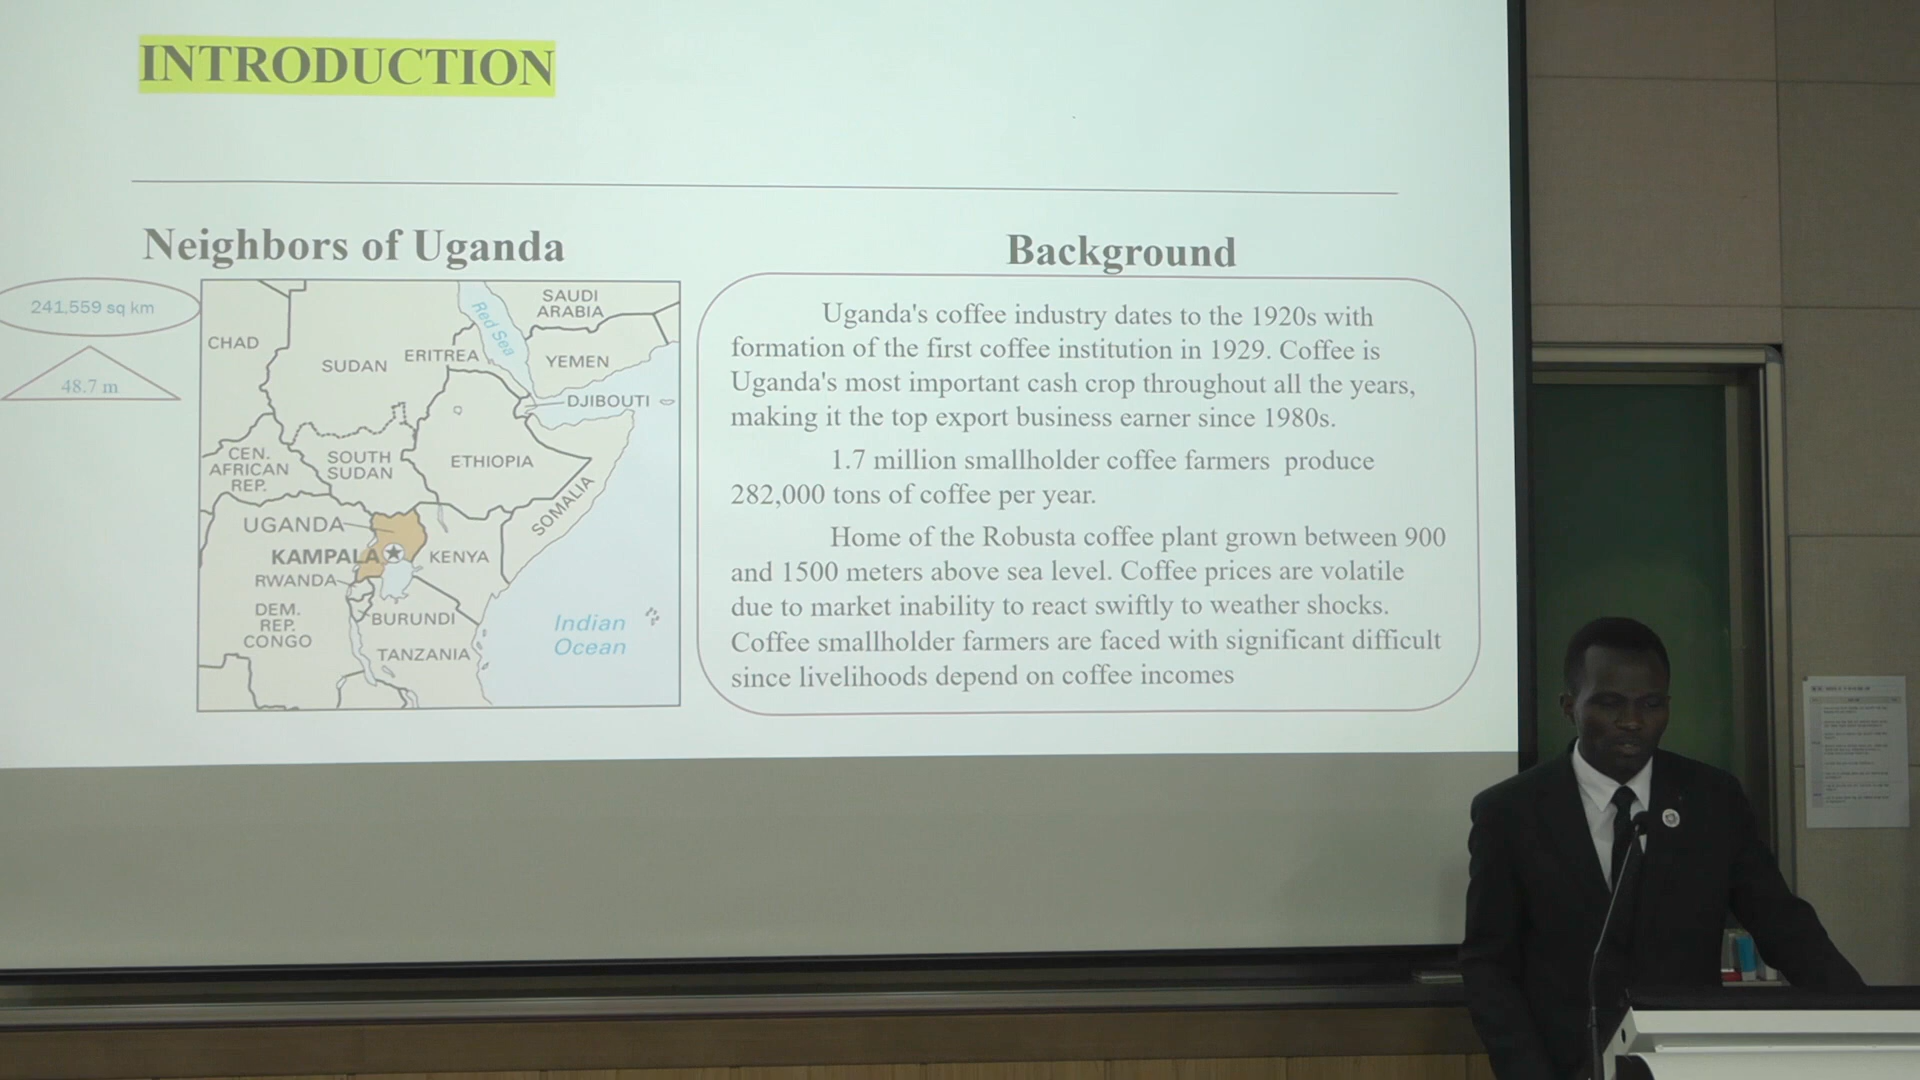 INTRODUCTION
Neighbors of Uganda
241,559 sq km
48.7 m
SAUDI
ARABIA
Red Sea
CHAD
SUDAN
ERITREA
YEMEN
DJIBOUTI
CEN.
AFRICAN
REP.
SOUTH
SUDAN
ETHIOPIA
SOMALIA
UGANDA
KAMPALA
KENYA
RWANDA
DEM.
REP.
CONGO
BURUNDI
TANZANIA
Indian
Ocean
Background
Uganda's coffee industry dates to the 1920s with
formation of the first coffee institution in 1929. Coffee is
Uganda's most important cash crop throughout all the years,
making it the top export business earner since 1980s.
1.7 million smallholder coffee farmers produce
282,000 tons of coffee per year.
Home of the Robusta coffee plant grown between 900
and 1500 meters above sea level. Coffee prices are volatile
due to market inability to react swiftly to weather shocks.
Coffee smallholder farmers are faced with significant difficult
since livelihoods depend on coffee incomes